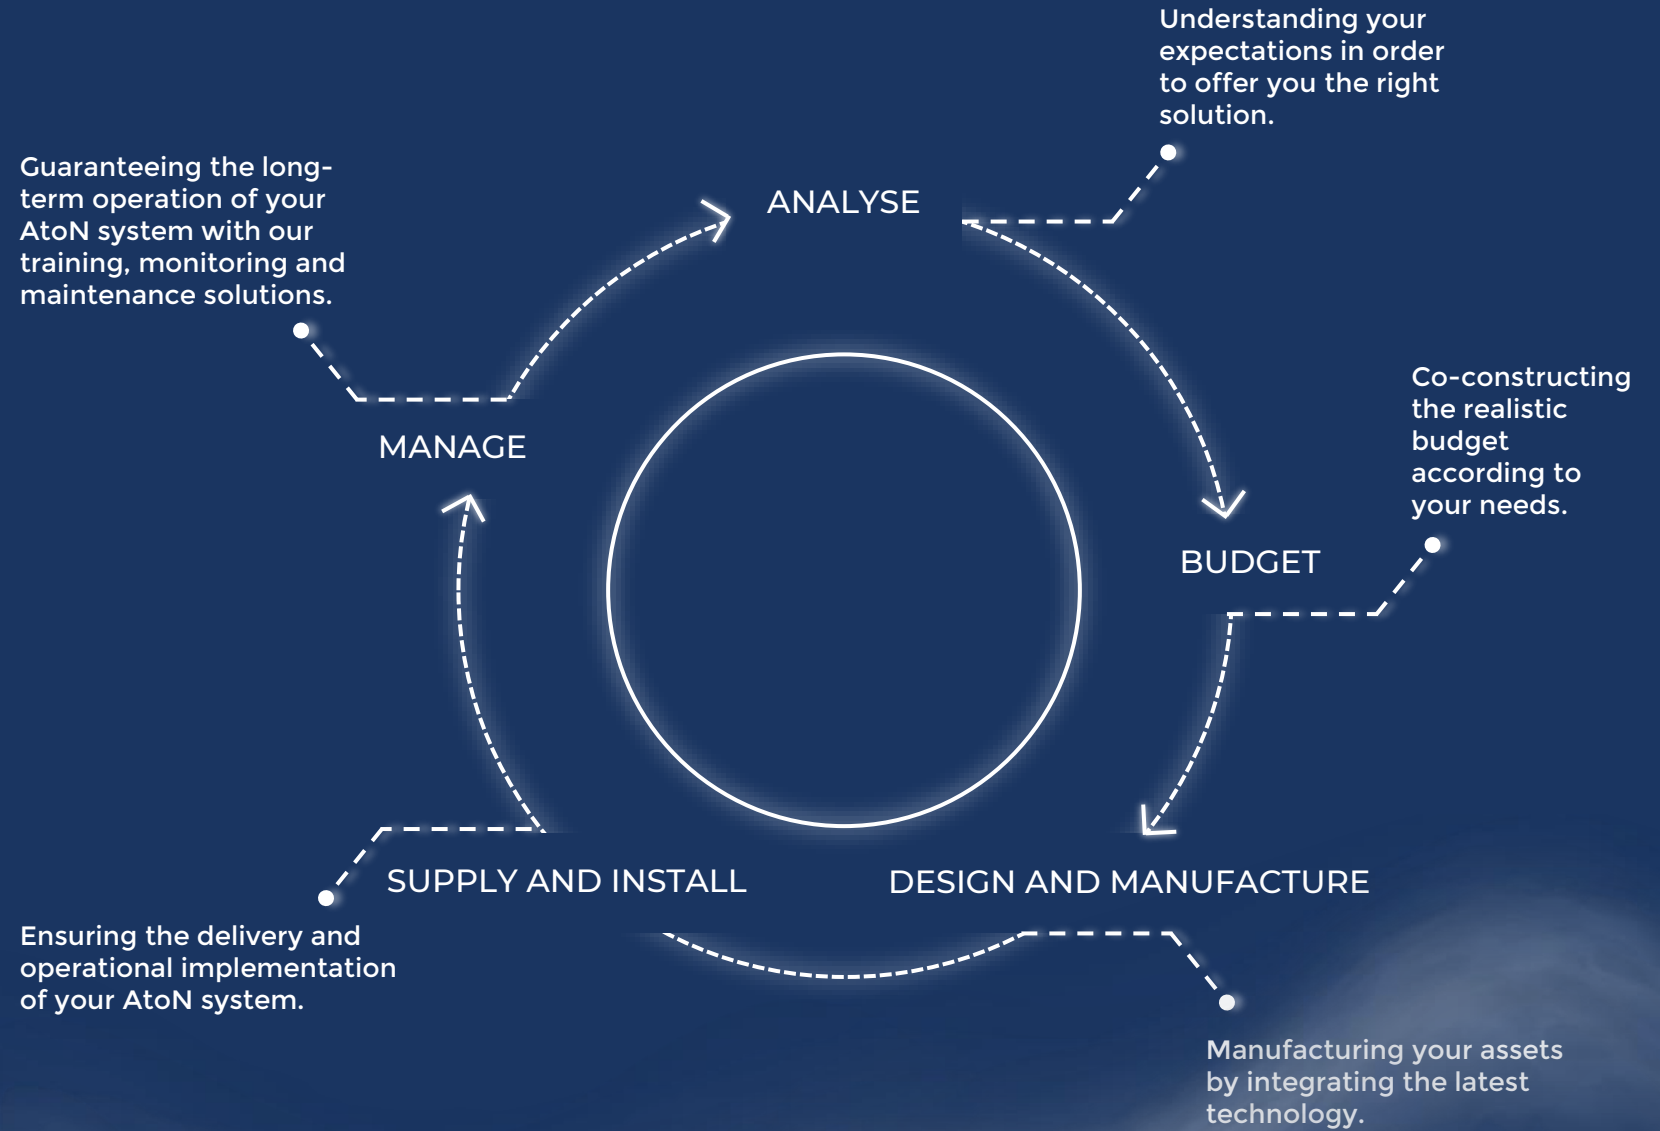 Understanding your
expectations in order
to offer you the right
solution.
Guaranteeing the long-
term operation of your
AtoN system with our
training, monitoring and
maintenance solutions.
ANALYSE
Co-constructing
the realistic
budget
according to
your needs.
MANAGE
BUDGET
SUPPLY AND INSTALL
DESIGN AND MANUFACTURE
Ensuring the delivery and
operational implementation
of your AtoN system.
Manufacturing your assets
by integrating the latest
technology.